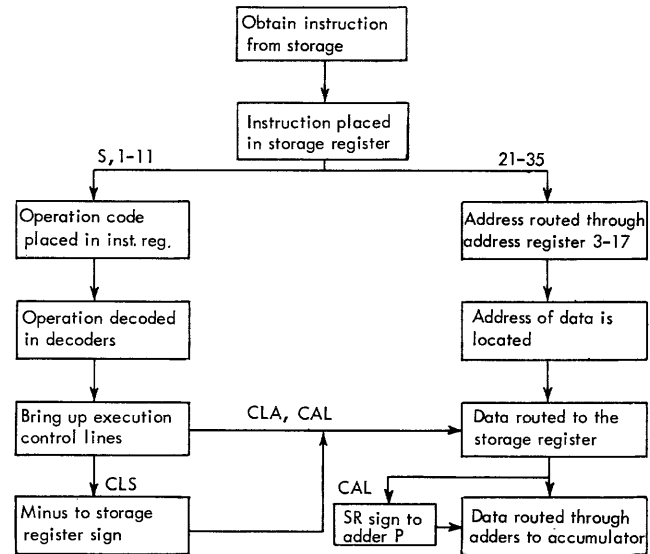 Obtain instruction
from storage
Instruction placed
in storage register
S, 1-11
21-35
Operation code
placed in inst. reg.
Address routed through
address register 3-17
Operation decoded
in decoders
Address of data is
located
Bring up execution
control lines
CLA, CAL
Data routed to the
storage register
CLS
CAL
Minus to storage
register sign
SR sign to
adder P
Data routed through
adders to accumulator